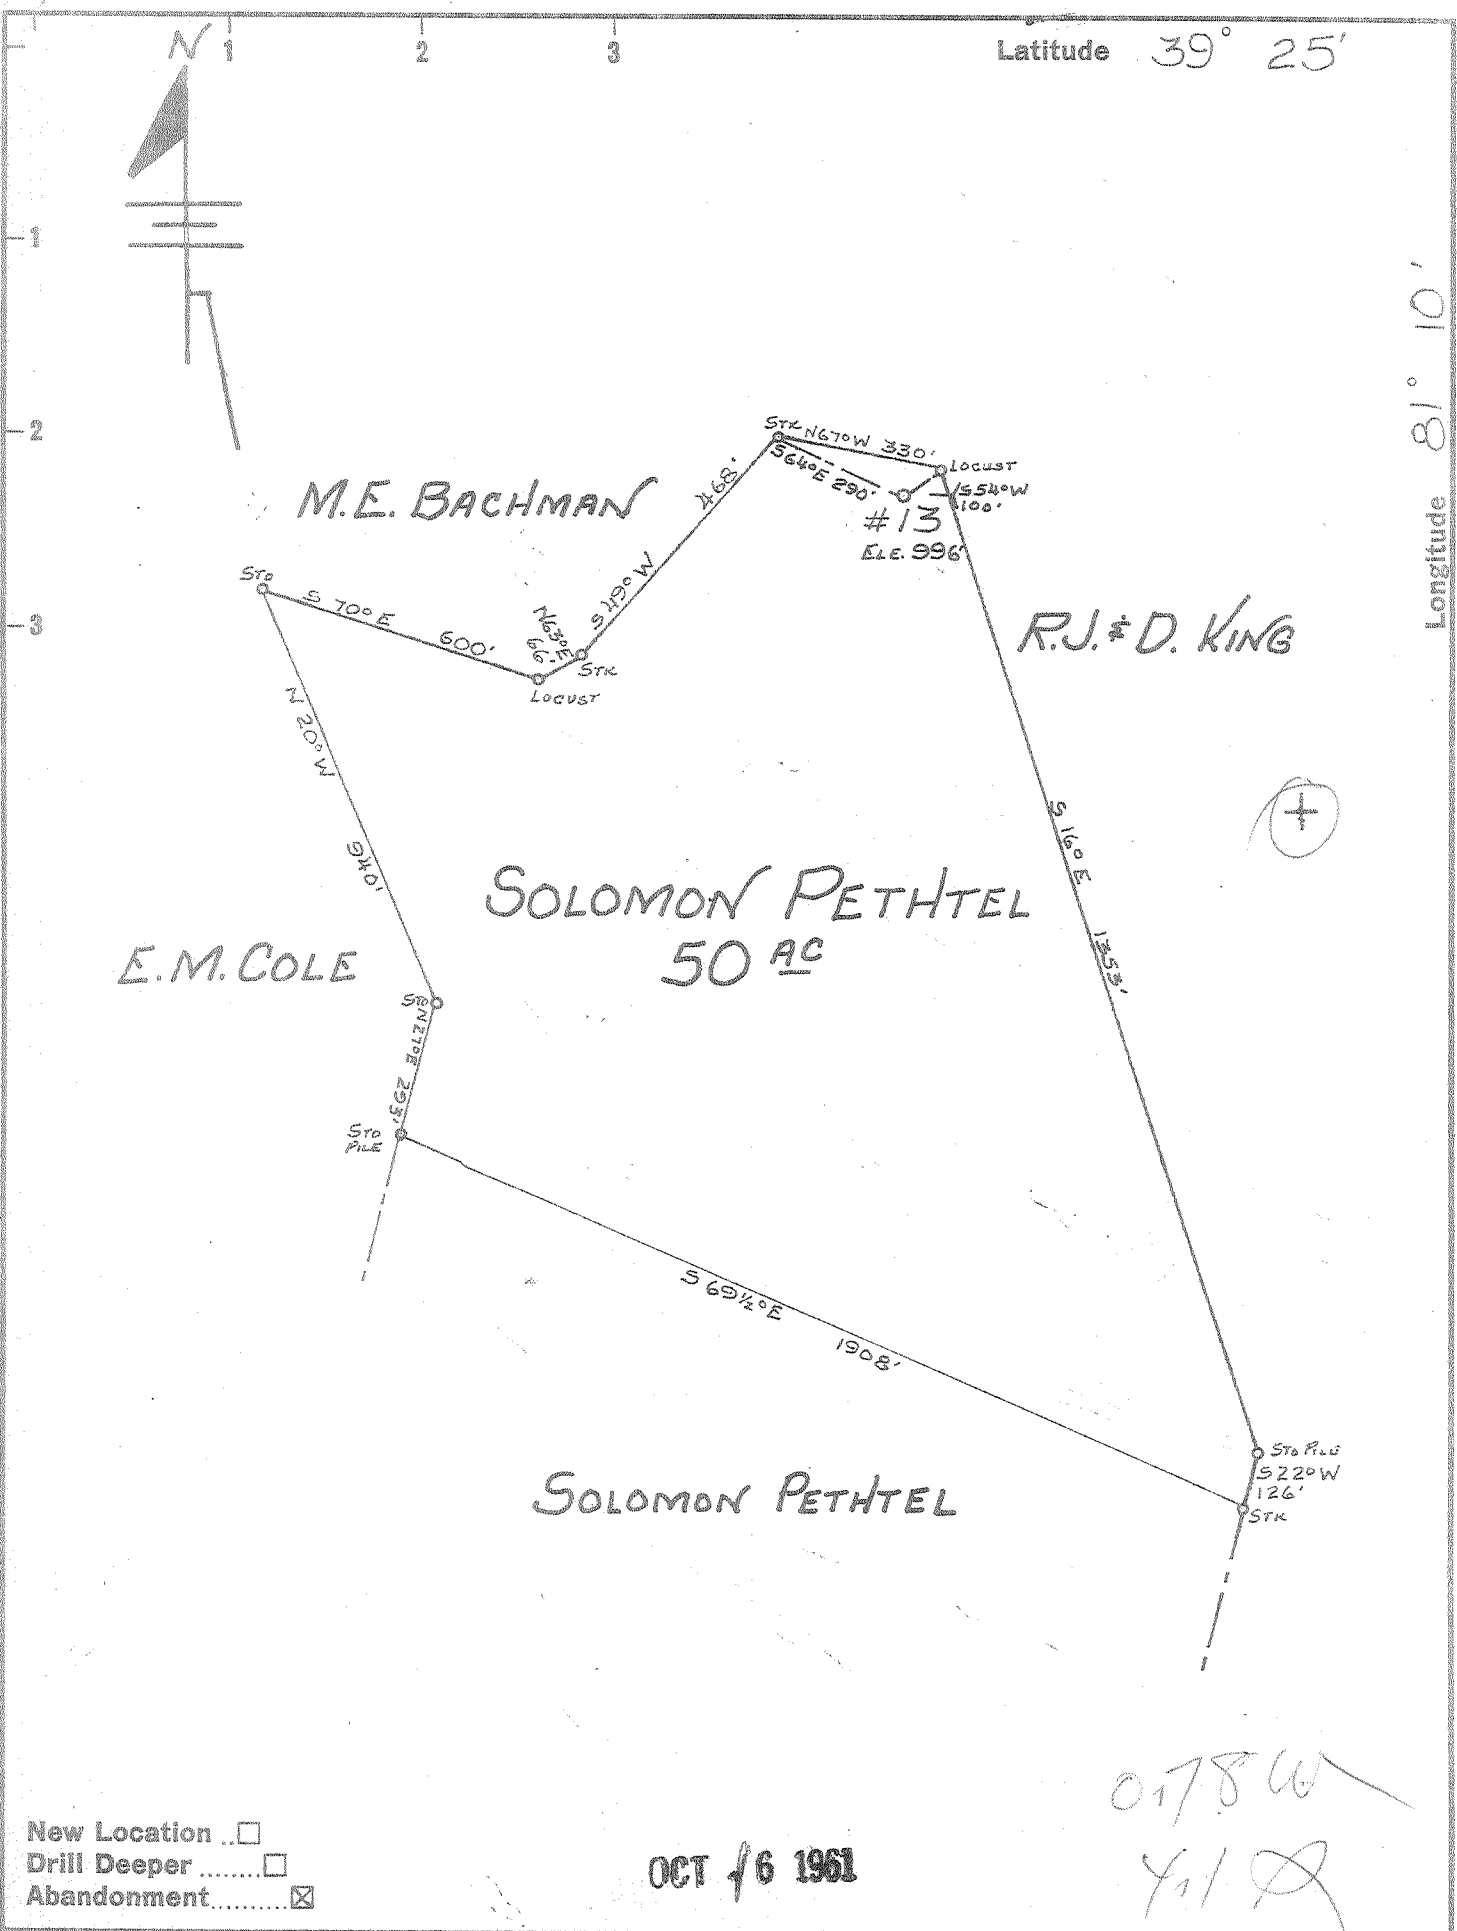 N
1 2 3
Latitude 39° 25'
1
2
3
Longitude 81° 10'
STK N67°W 330'
LOCUST
S64°E 290'
S54°W
100'
#13
ELE. 996'
M.E. BACHMAN
468'
S 49° W
STO
S 70° E 600'
N63°E
66'
STK
LOCUST
R.J. & D. KING
N 20° W
940'
S 16° E 1353'
SOLOMON PETHTEL
50 AC
E.M. COLE
STO
N27°E 293'
STO
PILE
S 69½° E 1908'
STO PILE
S22°W
126'
STK
SOLOMON PETHTEL
New Location ..
Drill Deeper ........
Abandonment.......... ☒
OCT 6 1961